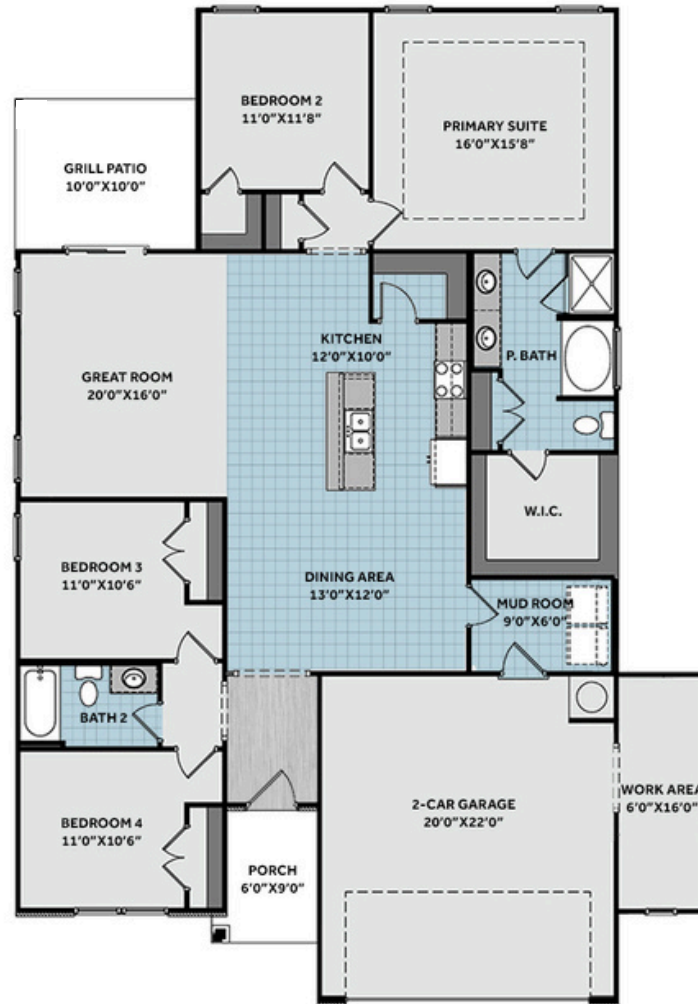 BEDROOM 2
11'0"X11'8"
PRIMARY SUITE
16'0"X15'8"
GRILL PATIO
10'0"X10'0"
KITCHEN
12'0"X10'0"
P. BATH
GREAT ROOM
20'0"X16'0"
W.I.C.
BEDROOM 3
11'0"X10'6"
DINING AREA
13'0"X12'0"
MUD ROOM
9'0"X6'0"
BATH 2
2-CAR GARAGE
20'0"X22'0"
WORK AREA
6'0"X16'0"
BEDROOM 4
11'0"X10'6"
PORCH
6'0"X9'0"